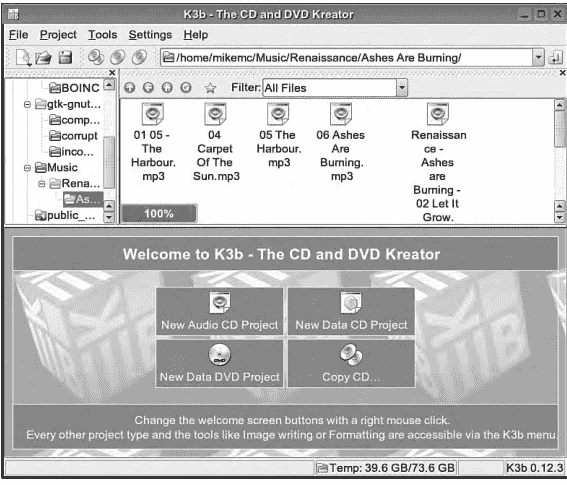 K3b - The CD and DVD Kreator
File Project Tools Settings Help
/home/mikemc/Music/Renaissance/Ashes Are Burning/
Filter: All Files
BOINC
gtk-gnut...
comp...
corrupt
inco...
Music
Rena...
As...
public_...
01 05 -
The
Harbour.
mp3
04
Carpet
Of The
Sun.mp3
05 The
Harbour.
mp3
06 Ashes
Are
Burning.
mp3
Renaissan
ce -
Ashes
are
Burning -
02 Let It
Grow.
100%
Welcome to K3b - The CD and DVD Kreator
New Audio CD Project
New Data CD Project
New Data DVD Project
Copy CD...
Change the welcome screen buttons with a right mouse click.
Every other project type and the tools like Image writing or Formatting are accessible via the K3b menu.
Temp: 39.6 GB/73.6 GB
K3b 0.12.3